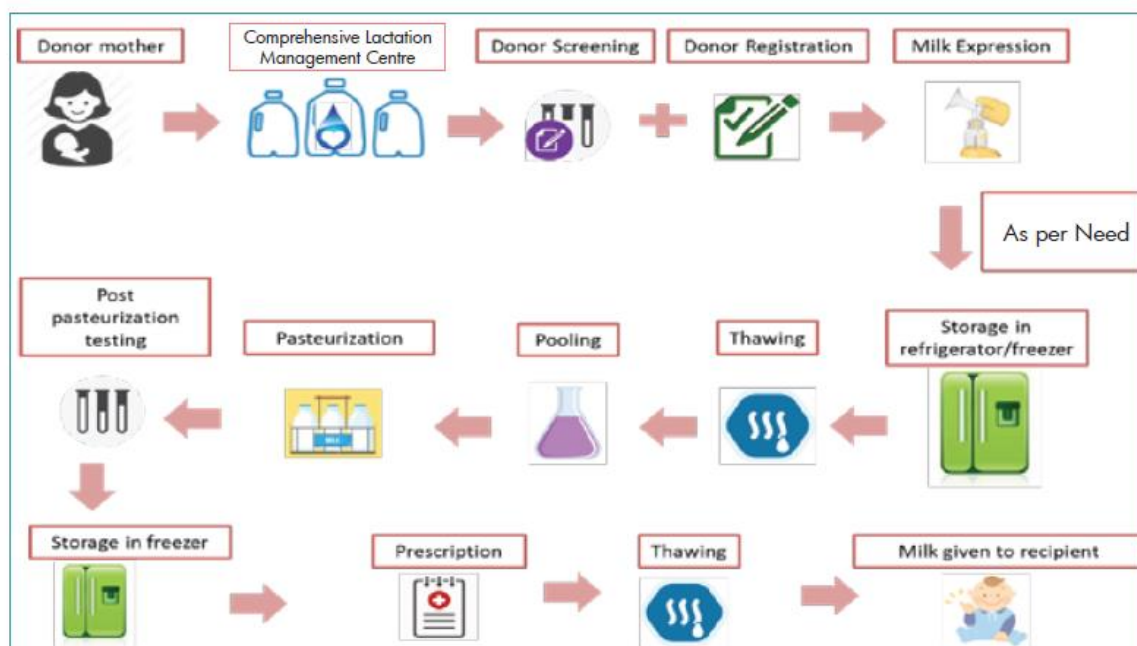 Donor mother
Comprehensive Lactation
Management Centre
Donor Screening
Donor Registration
Milk Expression
As per Need
Storage in
refrigerator/freezer
Thawing
Pooling
Pasteurization
MILK
Post
pasteurization
testing
Storage in freezer
Prescription
Thawing
Milk given to recipient